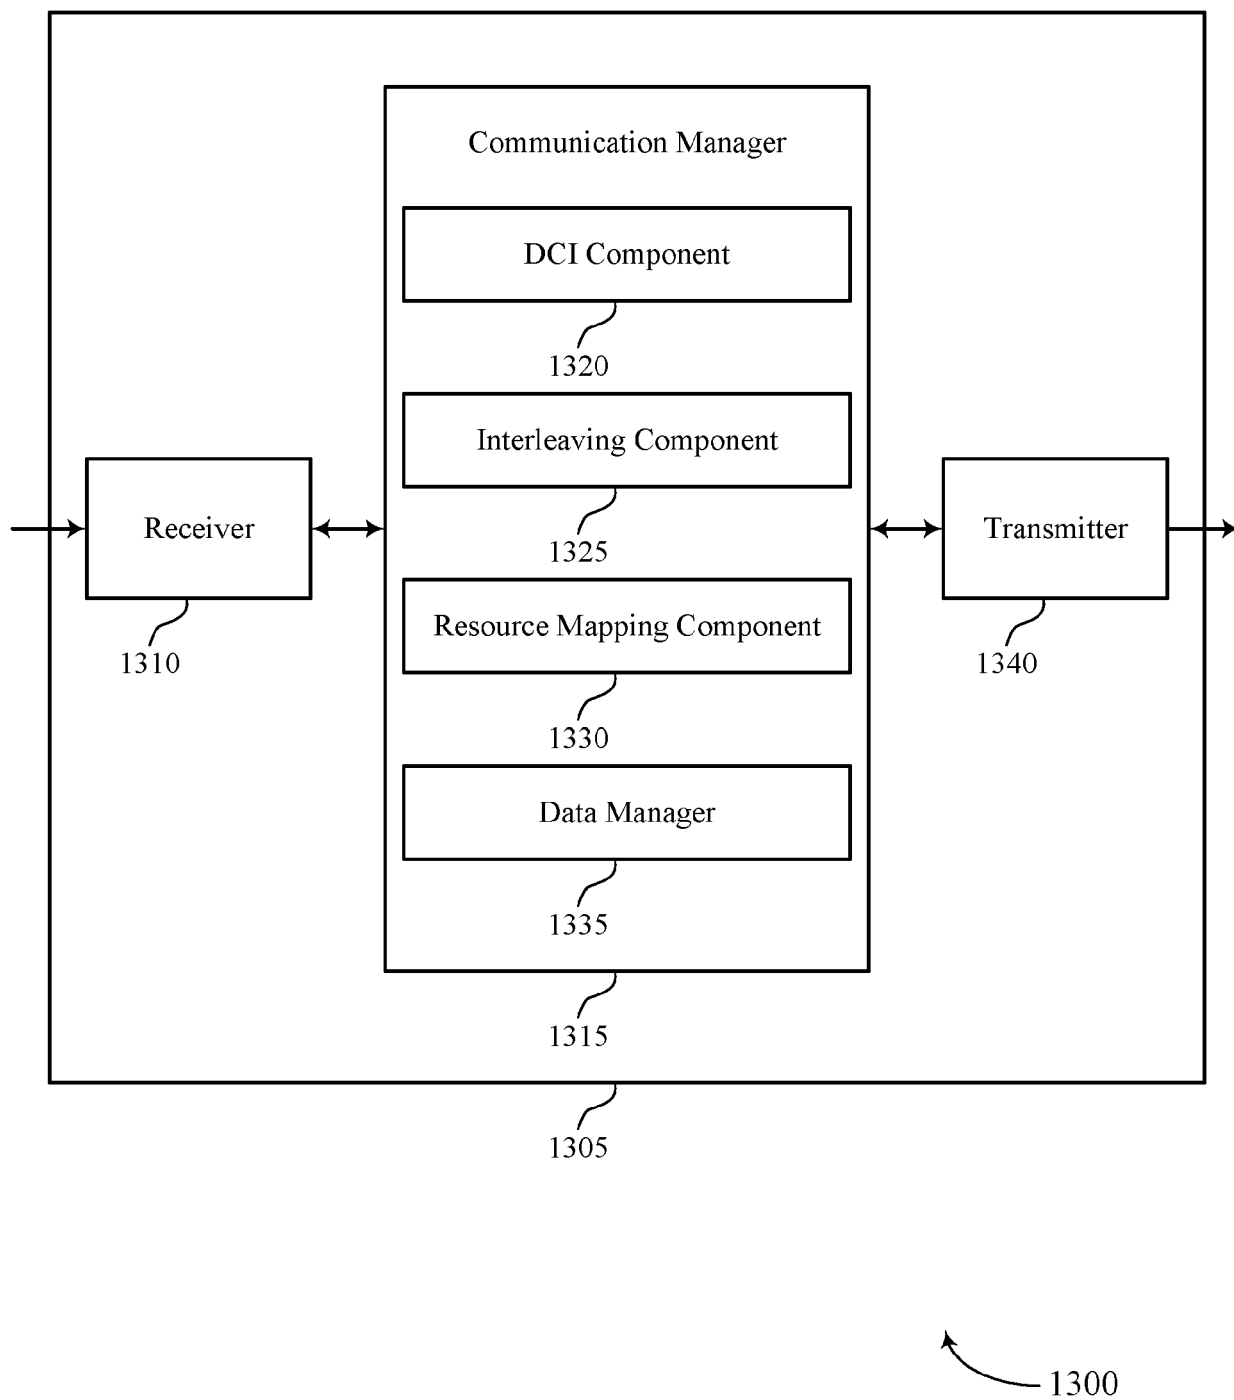 Communication Manager
DCI Component
1320
Interleaving Component
1325
Receiver
1310
Transmitter
1340
Resource Mapping Component
1330
Data Manager
1335
1315
1305
1300